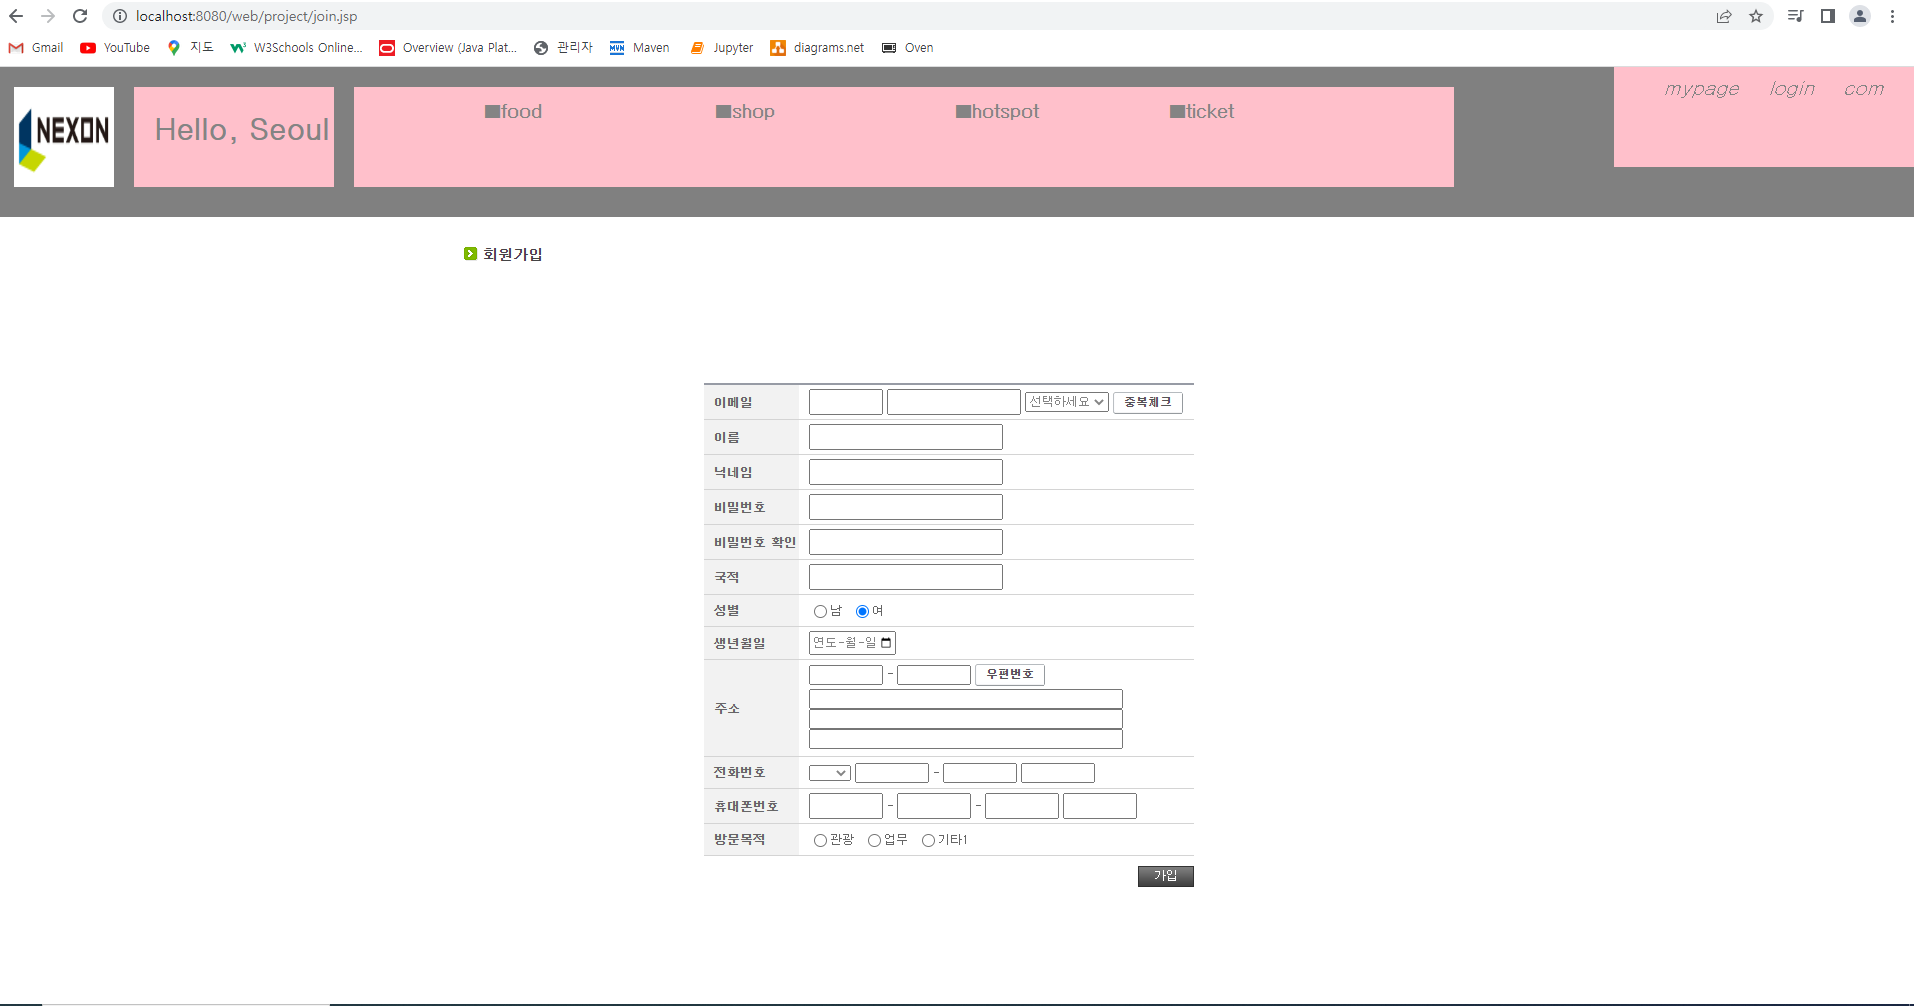 localhost:8080/web/project/join.jsp
Gmail YouTube 지도 W3Schools Online... Overview (Java Plat... 관리자 Maven Jupyter diagrams.net Oven
mypage login com
NEXON Hello, Seoul ■food ■shop ■hotspot ■ticket
회원가입
이메일 선택하세요 중복체크
이름
닉네임
비밀번호
비밀번호 확인
국적
성별 남 여
생년월일 연도-월-일
- 우편번호
주소
전화번호 -
휴대폰번호 - -
방문목적 관광 업무 기타1
가입